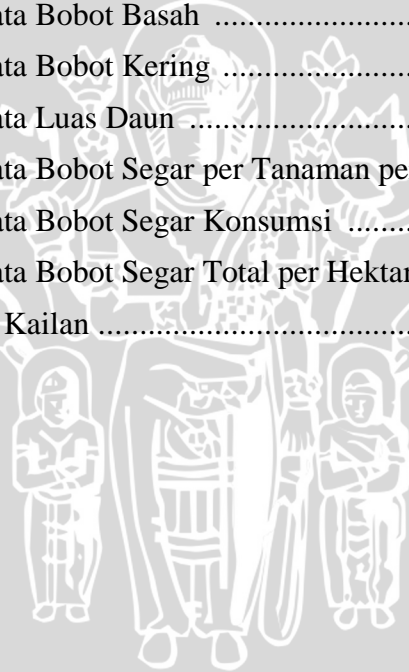 ata Bobot Basah ......................
ata Bobot Kering ......................
ata Luas Daun .........................
ata Bobot Segar per Tanaman pe
ata Bobot Segar Konsumsi .......
ata Bobot Segar Total per Hektar
Kailan ....................................